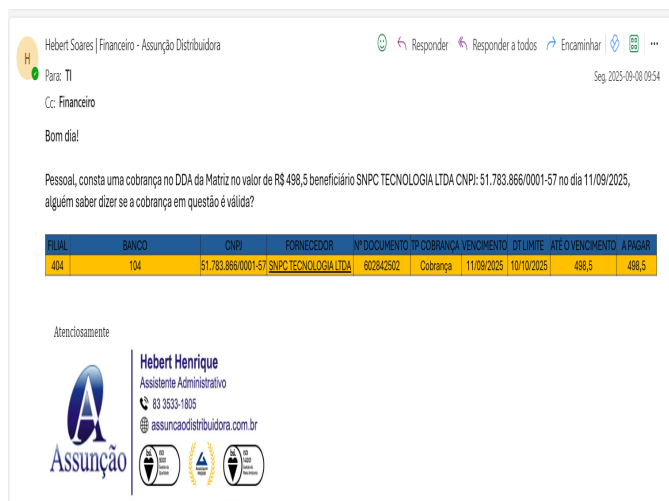 H
Hebert Soares | Financeiro - Assunção Distribuidora
Responder
Responder a todos
Encaminhar
Para: TI
Seg, 2025-09-08 09:54
Cc: Financeiro
Bom dia!
Pessoal, consta uma cobrança no DDA da Matriz no valor de R$ 498,5 beneficiário SNPC TECNOLOGIA LTDA CNPJ: 51.783.866/0001-57 no dia 11/09/2025,
alguém saber dizer se a cobrança em questão é válida?
FILIAL BANCO CNPJ FORNECEDOR Nº DOCUMENTO TP COBRANÇA VENCIMENTO DT LIMITE ATÉ O VENCIMENTO A PAGAR
404 104 51.783.866/0001-57 SNPC TECNOLOGIA LTDA 602842502 Cobrança 11/09/2025 10/10/2025 498,5 498,5
Atenciosamente
Hebert Henrique
Assistente Administrativo
83 3533-1805
assuncaodistribuidora.com.br
A
Assunção